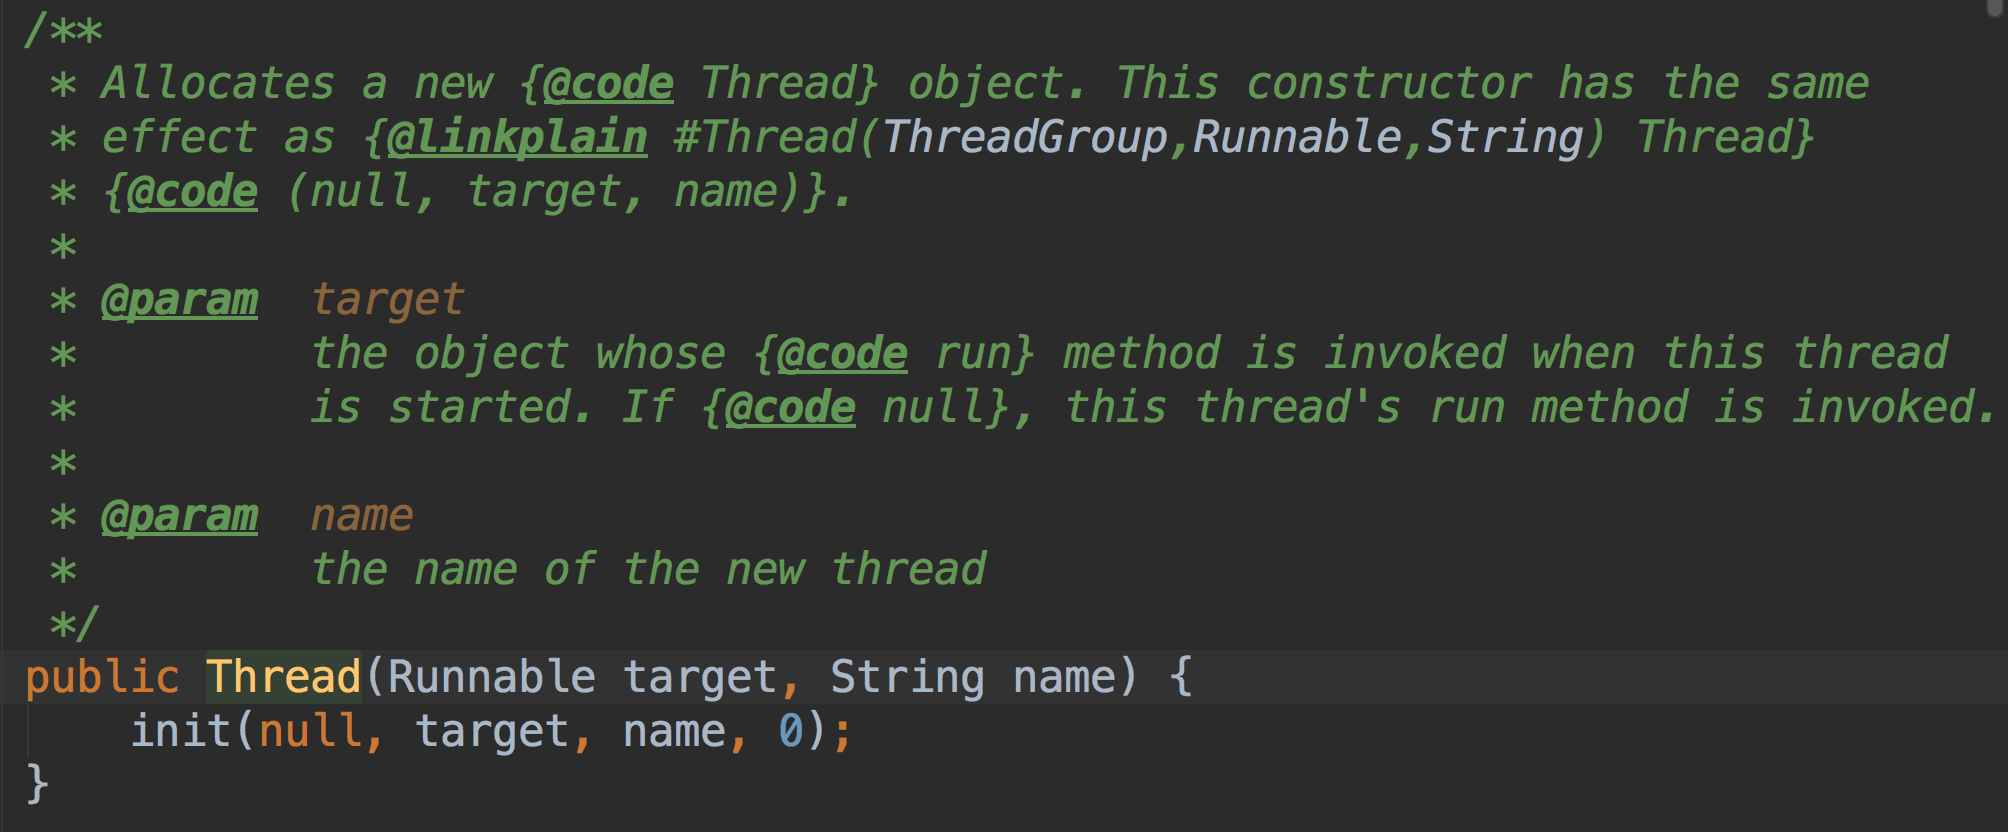 /**
 * Allocates a new {@code Thread} object. This constructor has the same
 * effect as {@linkplain #Thread(ThreadGroup,Runnable,String) Thread}
 * {@code (null, target, name)}.
 *
 * @param  target
 *         the object whose {@code run} method is invoked when this thread
 *         is started. If {@code null}, this thread's run method is invoked.
 *
 * @param  name
 *         the name of the new thread
 */
public Thread(Runnable target, String name) {
    init(null, target, name, 0);
}